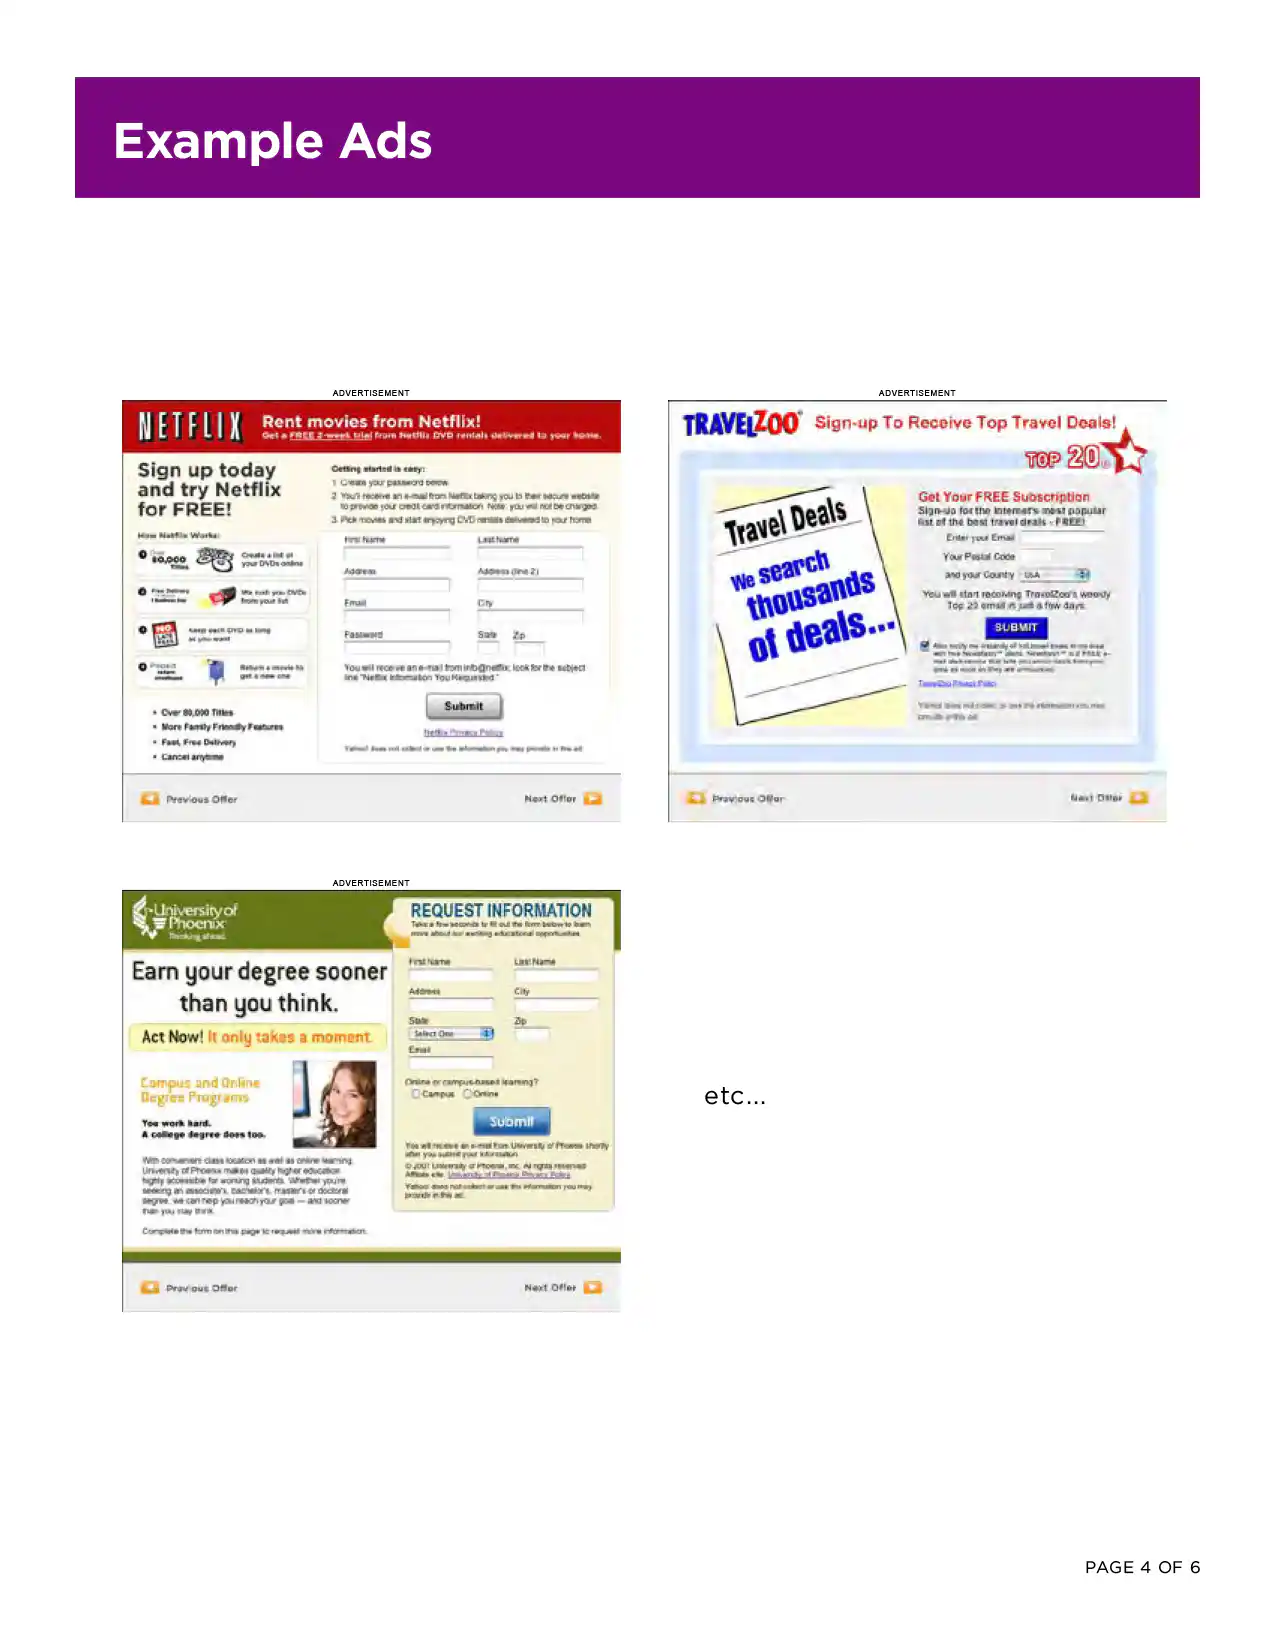 Example Ads
ADVERTISEMENT
NETFLIX
Rent movies from Netflix!
Get a FREE 2-week trial from Netflix DVD rentals delivered to your home.
Sign up today
and try Netflix
for FREE!
How Netflix Works:
Over
80,000
Titles
Create a list of
your DVDs online
Free Delivery
1 Business Day
We rush you DVDs
from your list
NO
LATE
FEES
Keep each DVD as long
as you want
Prepaid
return
envelopes
Return a movie to
get a new one
• Over 80,000 Titles
• More Family Friendly Features
• Fast, Free Delivery
• Cancel anytime
Getting started is easy:
1 Create your password below.
2 You'll receive an e-mail from Netflix taking you to their secure website
to provide your credit card information. Note: you will not be charged.
3. Pick movies and start enjoying DVD rentals delivered to your home
First Name
Last Name
Address
Address (line 2)
Email
City
Password
State
Zip
You will receive an e-mail from info@netflix; look for the subject
line "Netflix Information You Requested."
Submit
Netflix Privacy Policy
Yahoo! does not collect or use the information you may provide in this ad.
Previous Offer
Next Offer
ADVERTISEMENT
TRAVELZOO®
Sign-up To Receive Top Travel Deals!
TOP 20
Travel Deals
We search
thousands
of deals...
Get Your FREE Subscription
Sign-up for the Internet's most popular
list of the best travel deals - FREE!
Enter your Email
Your Postal Code
and your Country
USA
You will start receiving TravelZoo's weekly
Top 20 email in just a few days.
SUBMIT
TravelZoo Privacy Policy
Yahoo! does not collect or use the information you may
provide in this ad.
Previous Offer
Next Offer
ADVERTISEMENT
University of
Phoenix
Thinking ahead.
Earn your degree sooner
than you think.
Act Now! It only takes a moment.
Campus and Online
Degree Programs
You work hard.
A college degree does too.
With convenient class location as well as online learning,
University of Phoenix makes quality higher education
highly accessible for working students. Whether you're
seeking an associate's, bachelor's, master's or doctoral
degree, we can help you reach your goal — and sooner
than you may think.
Complete the form on this page to request more information.
REQUEST INFORMATION
Take a few seconds to fill out the form below to learn
more about our exciting educational opportunities.
First Name
Last Name
Address
City
State
Zip
Select One
Email
Online or campus-based learning?
Campus
Online
Submit
You will receive an e-mail from University of Phoenix shortly
after you submit your information.
© 2007 University of Phoenix, Inc. All rights reserved
Affiliate site. University of Phoenix Privacy Policy
Yahoo! does not collect or use the information you may
provide in this ad.
Previous Offer
Next Offer
etc...
PAGE 4 OF 6